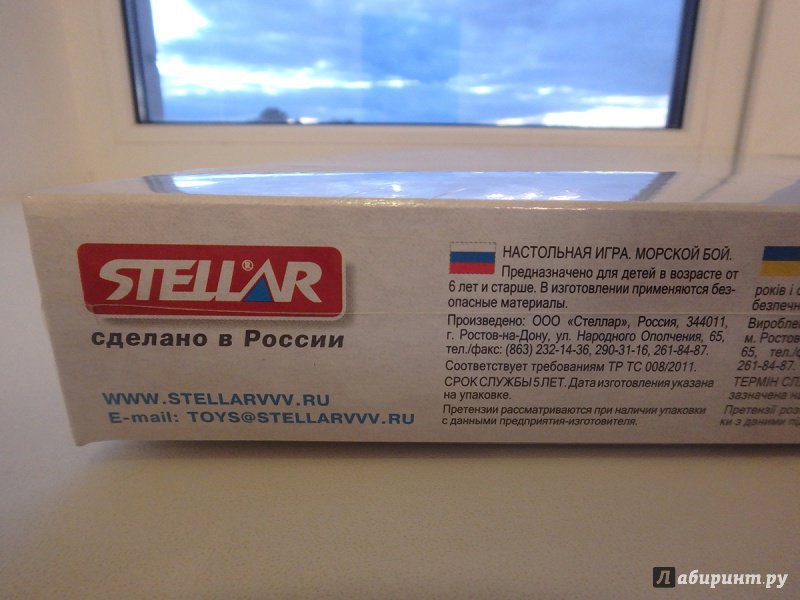 STELLAR®
сделано в России
WWW.STELLARVVV.RU
E-mail: TOYS@STELLARVVV.RU
НАСТОЛЬНАЯ ИГРА. МОРСКОЙ БОЙ.
Предназначено для детей в возрасте от
6 лет и старше. В изготовлении применяются без-
опасные материалы.
Произведено: ООО «Стеллар», Россия, 344011,
г. Ростов-на-Дону, ул. Народного Ополчения, 65,
тел./факс: (863) 232-14-36, 290-31-16, 261-84-87.
Соответствует требованиям ТР ТС 008/2011.
СРОК СЛУЖБЫ 5 ЛЕТ. Дата изготовления указана
на упаковке.
Претензии рассматриваются при наличии упаковки
с данными предприятия-изготовителя.
років і
безпечн
Виробле
м. Ростов
65, тел./
261-84-87.
ТЕРМІН СЛ
зазначена на
Претензії роз
ки з даними
Лабиринт.ру